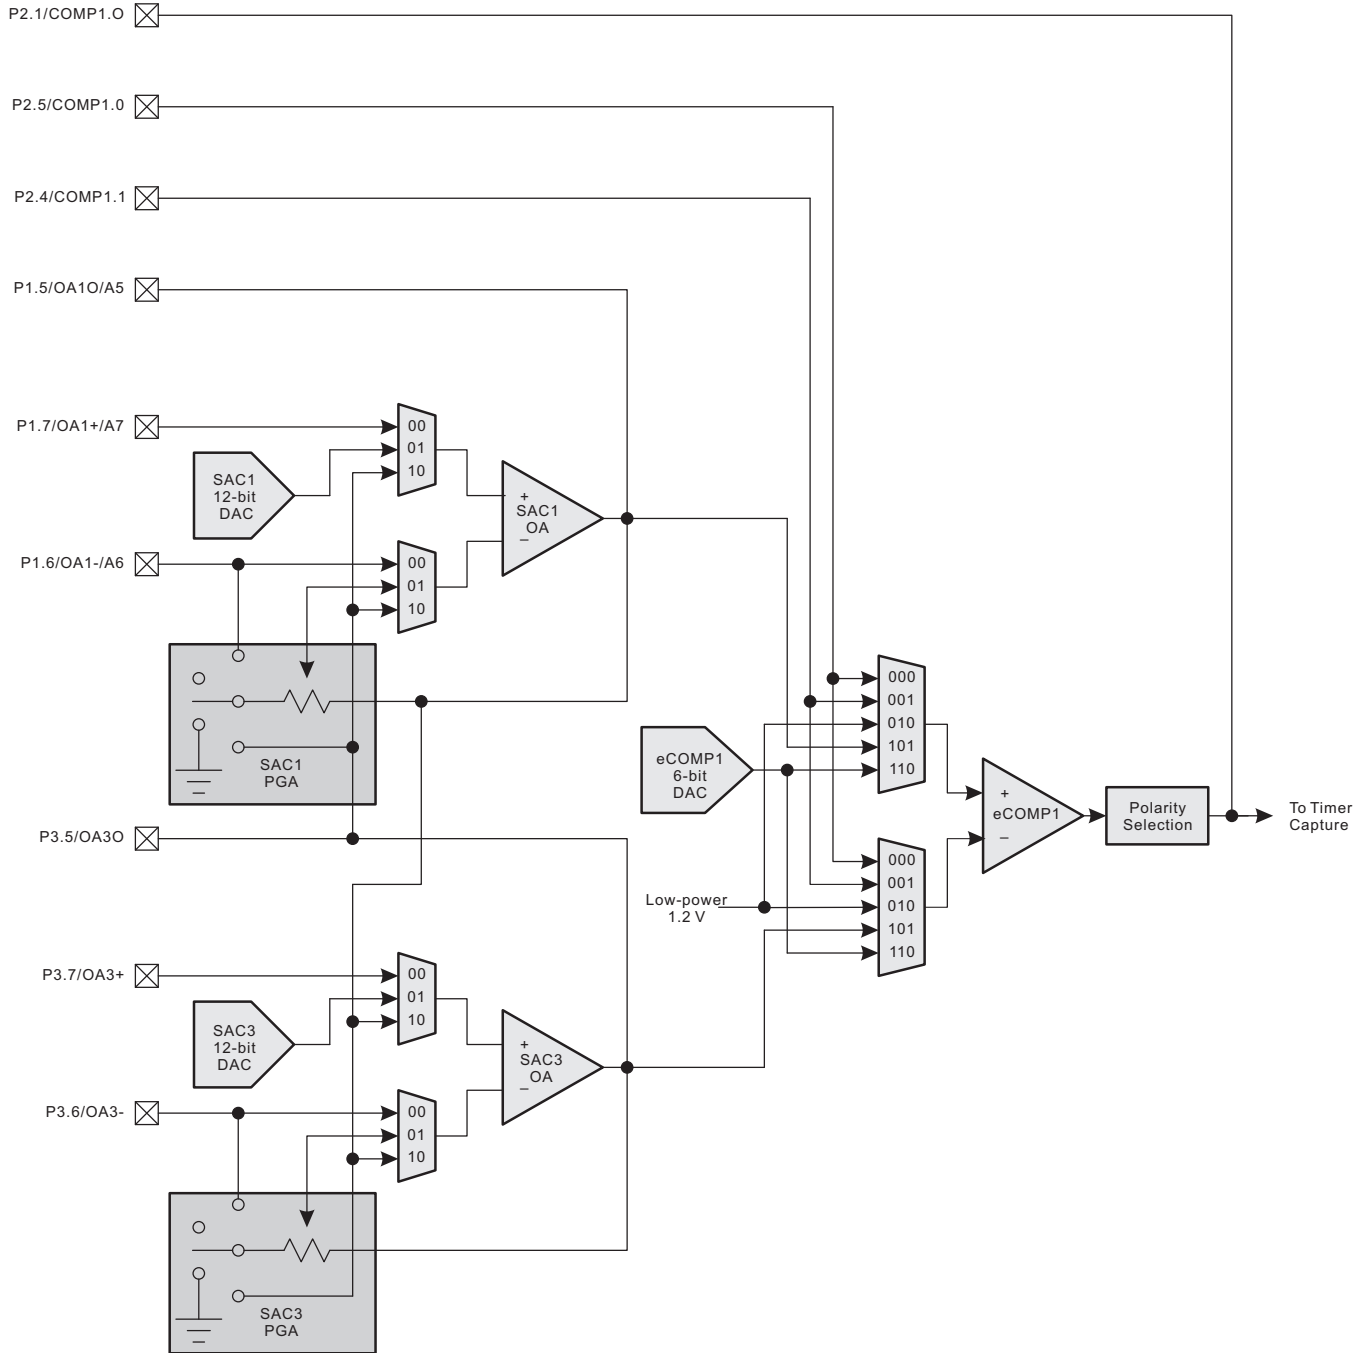 P2.1/COMP1.O
P2.5/COMP1.0
P2.4/COMP1.1
P1.5/OA1O/A5
P1.7/OA1+/A7
00
01
10
SAC1
12-bit
DAC
+
SAC1
OA
–
P1.6/OA1-/A6
00
01
10
SAC1
PGA
000
001
010
101
110
eCOMP1
6-bit
DAC
+
eCOMP1
–
Polarity
Selection
To Timer
Capture
P3.5/OA3O
000
001
010
101
110
Low-power
1.2 V
P3.7/OA3+
00
01
10
SAC3
12-bit
DAC
+
SAC3
OA
–
P3.6/OA3-
00
01
10
SAC3
PGA